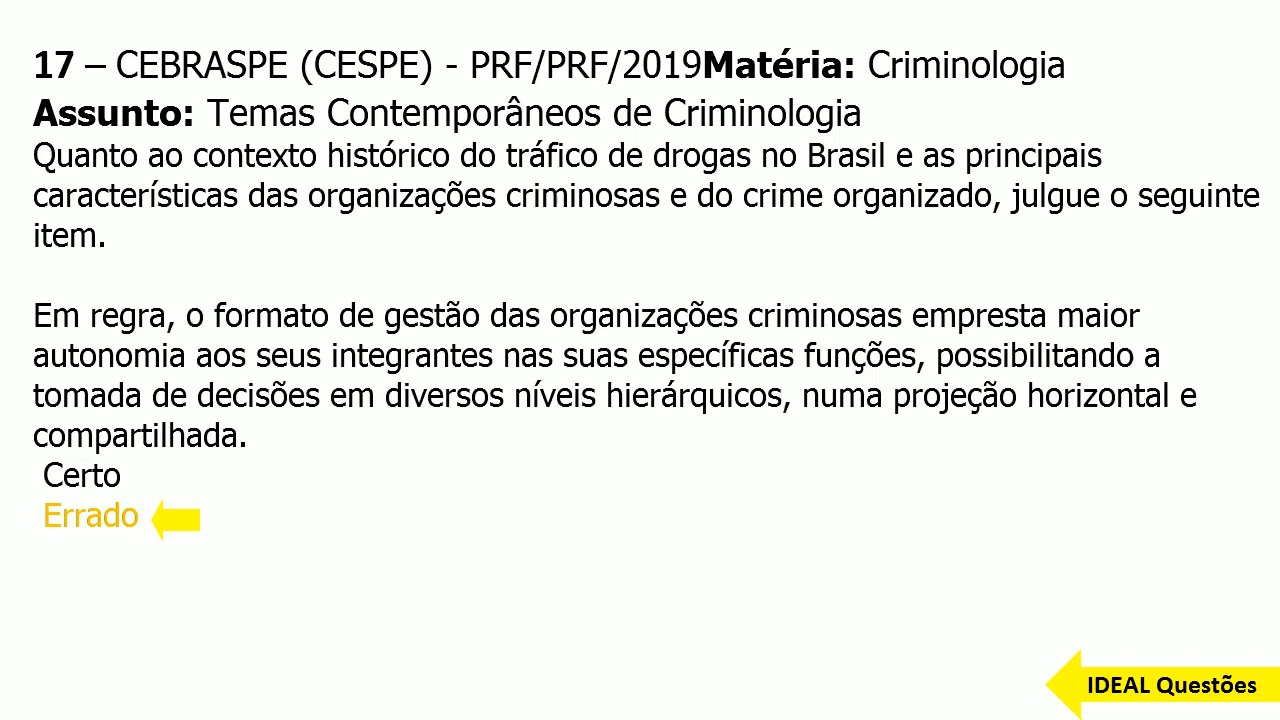 17 – CEBRASPE (CESPE) - PRF/PRF/2019Matéria: Criminologia
Assunto: Temas Contemporâneos de Criminologia
Quanto ao contexto histórico do tráfico de drogas no Brasil e as principais
características das organizações criminosas e do crime organizado, julgue o seguinte
item.
Em regra, o formato de gestão das organizações criminosas empresta maior
autonomia aos seus integrantes nas suas específicas funções, possibilitando a
tomada de decisões em diversos níveis hierárquicos, numa projeção horizontal e
compartilhada.
Certo
Errado
IDEAL Questões